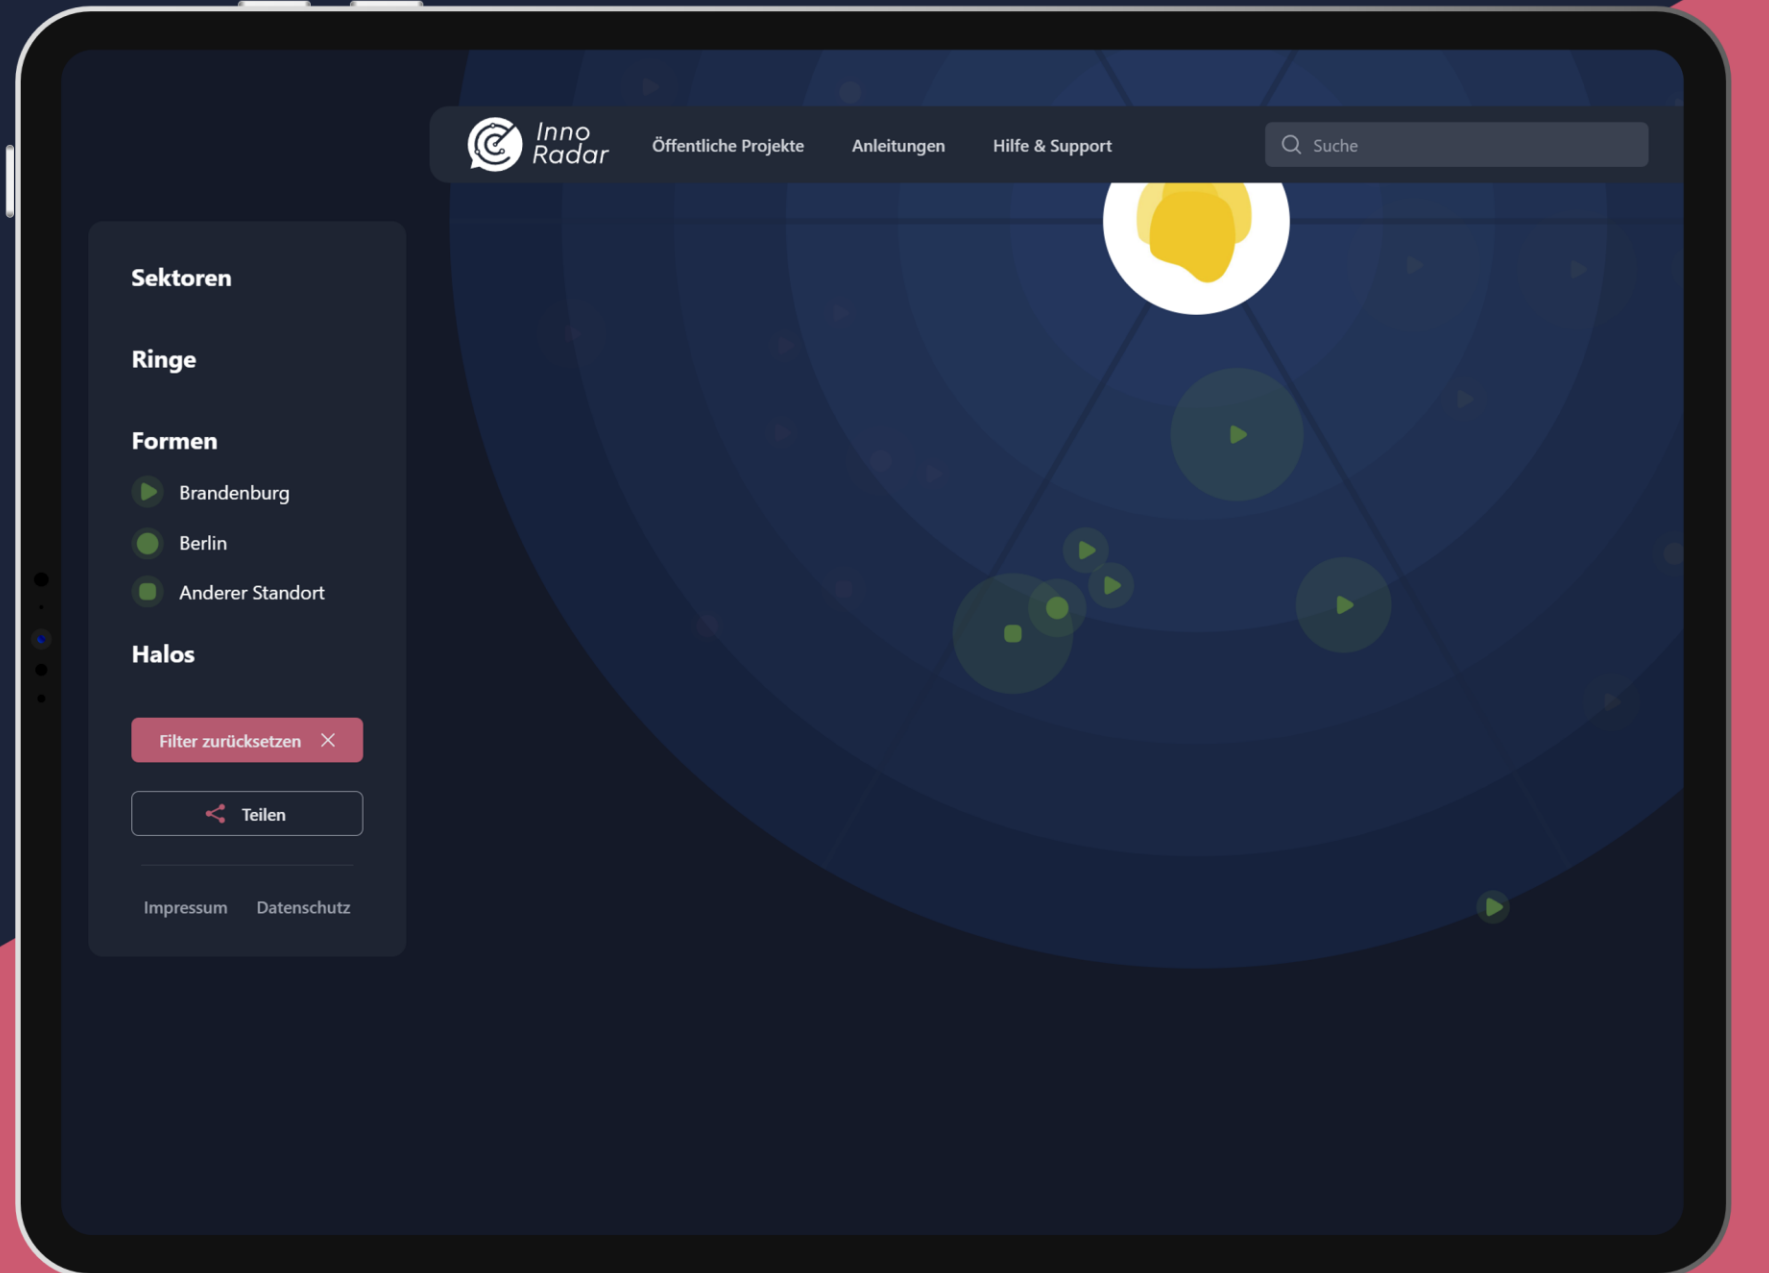 Inno
Radar
Öffentliche Projekte
Anleitungen
Hilfe & Support
Suche
Sektoren
Ringe
Formen
Brandenburg
Berlin
Anderer Standort
Halos
Filter zurücksetzen
Teilen
Impressum
Datenschutz